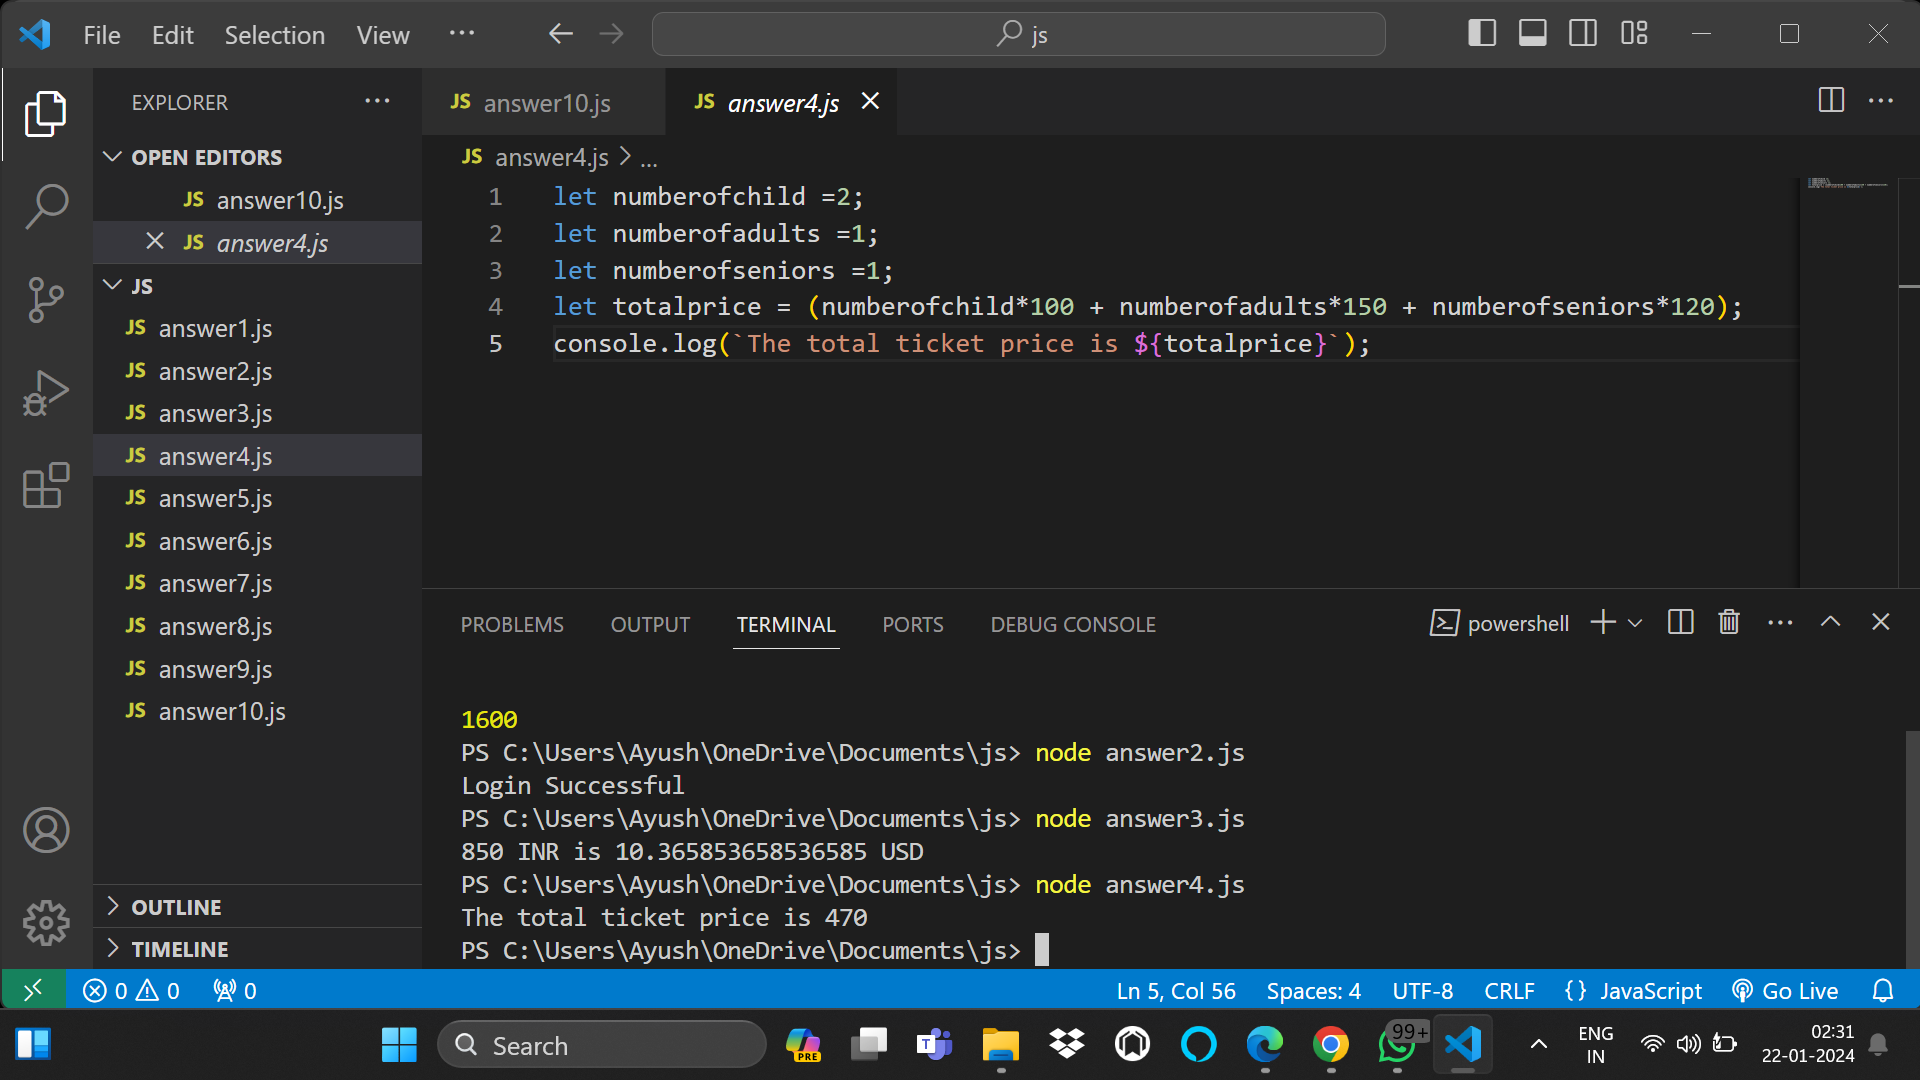 File Edit Selection View ... js
EXPLORER ...
OPEN EDITORS
JS answer10.js
JS answer4.js
JS
JS answer1.js
JS answer2.js
JS answer3.js
JS answer4.js
JS answer5.js
JS answer6.js
JS answer7.js
JS answer8.js
JS answer9.js
JS answer10.js
OUTLINE
TIMELINE
JS answer10.js JS answer4.js
JS answer4.js > ...
1 let numberofchild =2;
2 let numberofadults =1;
3 let numberofseniors =1;
4 let totalprice = (numberofchild*100 + numberofadults*150 + numberofseniors*120);
5 console.log(`The total ticket price is ${totalprice}`);
PROBLEMS OUTPUT TERMINAL PORTS DEBUG CONSOLE powershell
1600
PS C:\Users\Ayush\OneDrive\Documents\js> node answer2.js
Login Successful
PS C:\Users\Ayush\OneDrive\Documents\js> node answer3.js
850 INR is 10.365853658536585 USD
PS C:\Users\Ayush\OneDrive\Documents\js> node answer4.js
The total ticket price is 470
PS C:\Users\Ayush\OneDrive\Documents\js>
0 0 0 Ln 5, Col 56 Spaces: 4 UTF-8 CRLF {} JavaScript Go Live
Search PRE T 99+ ENG 02:31
IN 22-01-2024